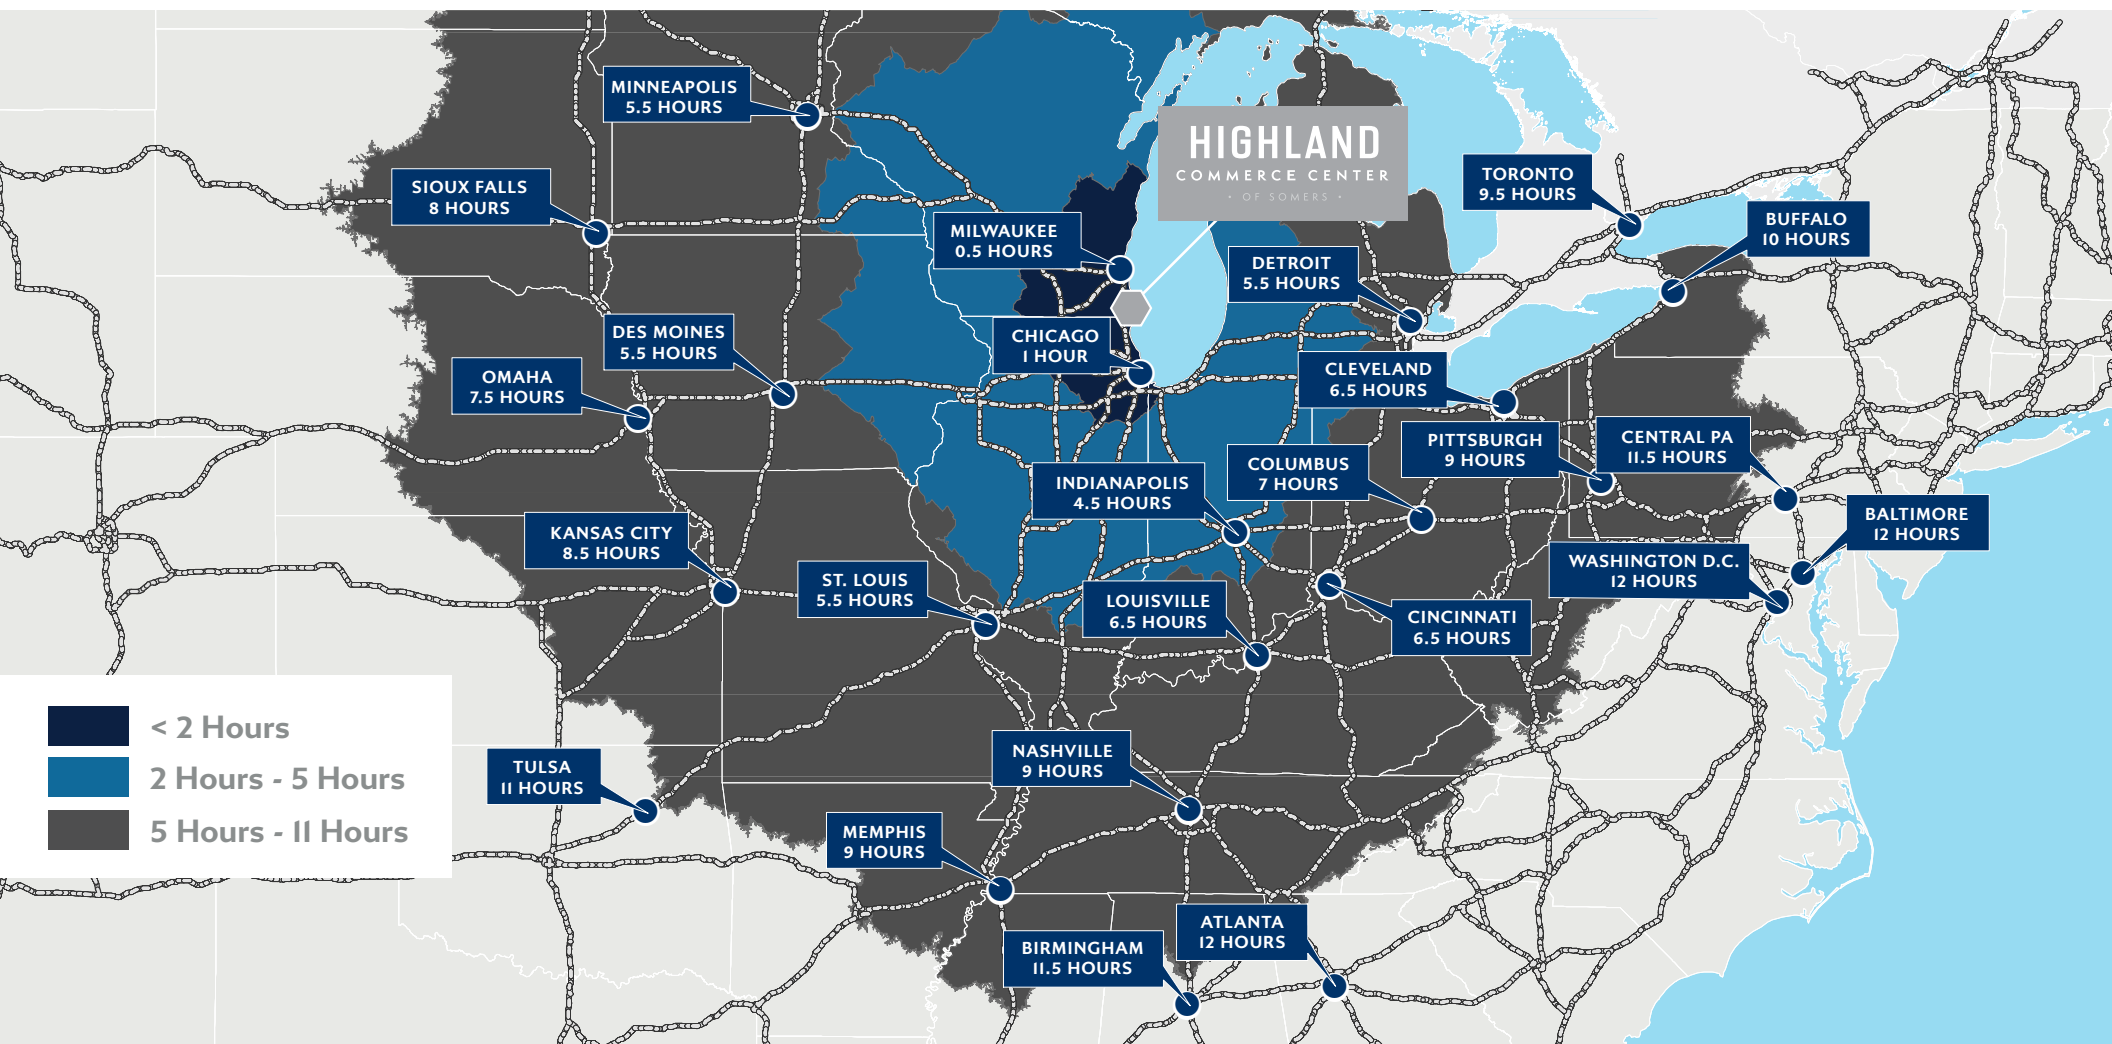 MINNEAPOLIS
5.5 HOURS
HIGHLAND
COMMERCE CENTER
• OF SOMERS •
SIOUX FALLS
8 HOURS
TORONTO
9.5 HOURS
BUFFALO
10 HOURS
MILWAUKEE
0.5 HOURS
DETROIT
5.5 HOURS
DES MOINES
5.5 HOURS
CHICAGO
1 HOUR
OMAHA
7.5 HOURS
CLEVELAND
6.5 HOURS
PITTSBURGH
9 HOURS
CENTRAL PA
11.5 HOURS
COLUMBUS
7 HOURS
INDIANAPOLIS
4.5 HOURS
BALTIMORE
12 HOURS
KANSAS CITY
8.5 HOURS
WASHINGTON D.C.
12 HOURS
ST. LOUIS
5.5 HOURS
LOUISVILLE
6.5 HOURS
CINCINNATI
6.5 HOURS
< 2 Hours
2 Hours - 5 Hours
5 Hours - 11 Hours
TULSA
11 HOURS
NASHVILLE
9 HOURS
MEMPHIS
9 HOURS
ATLANTA
12 HOURS
BIRMINGHAM
11.5 HOURS